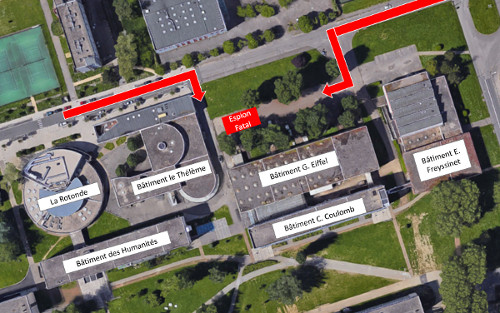 Espion
Fatal
Bâtiment E.
Freyssinet
Bâtiment G. Eiffel
Bâtiment le Thélème
La Rotonde
Bâtiment C. Coulomb
Bâtiment des Humanités